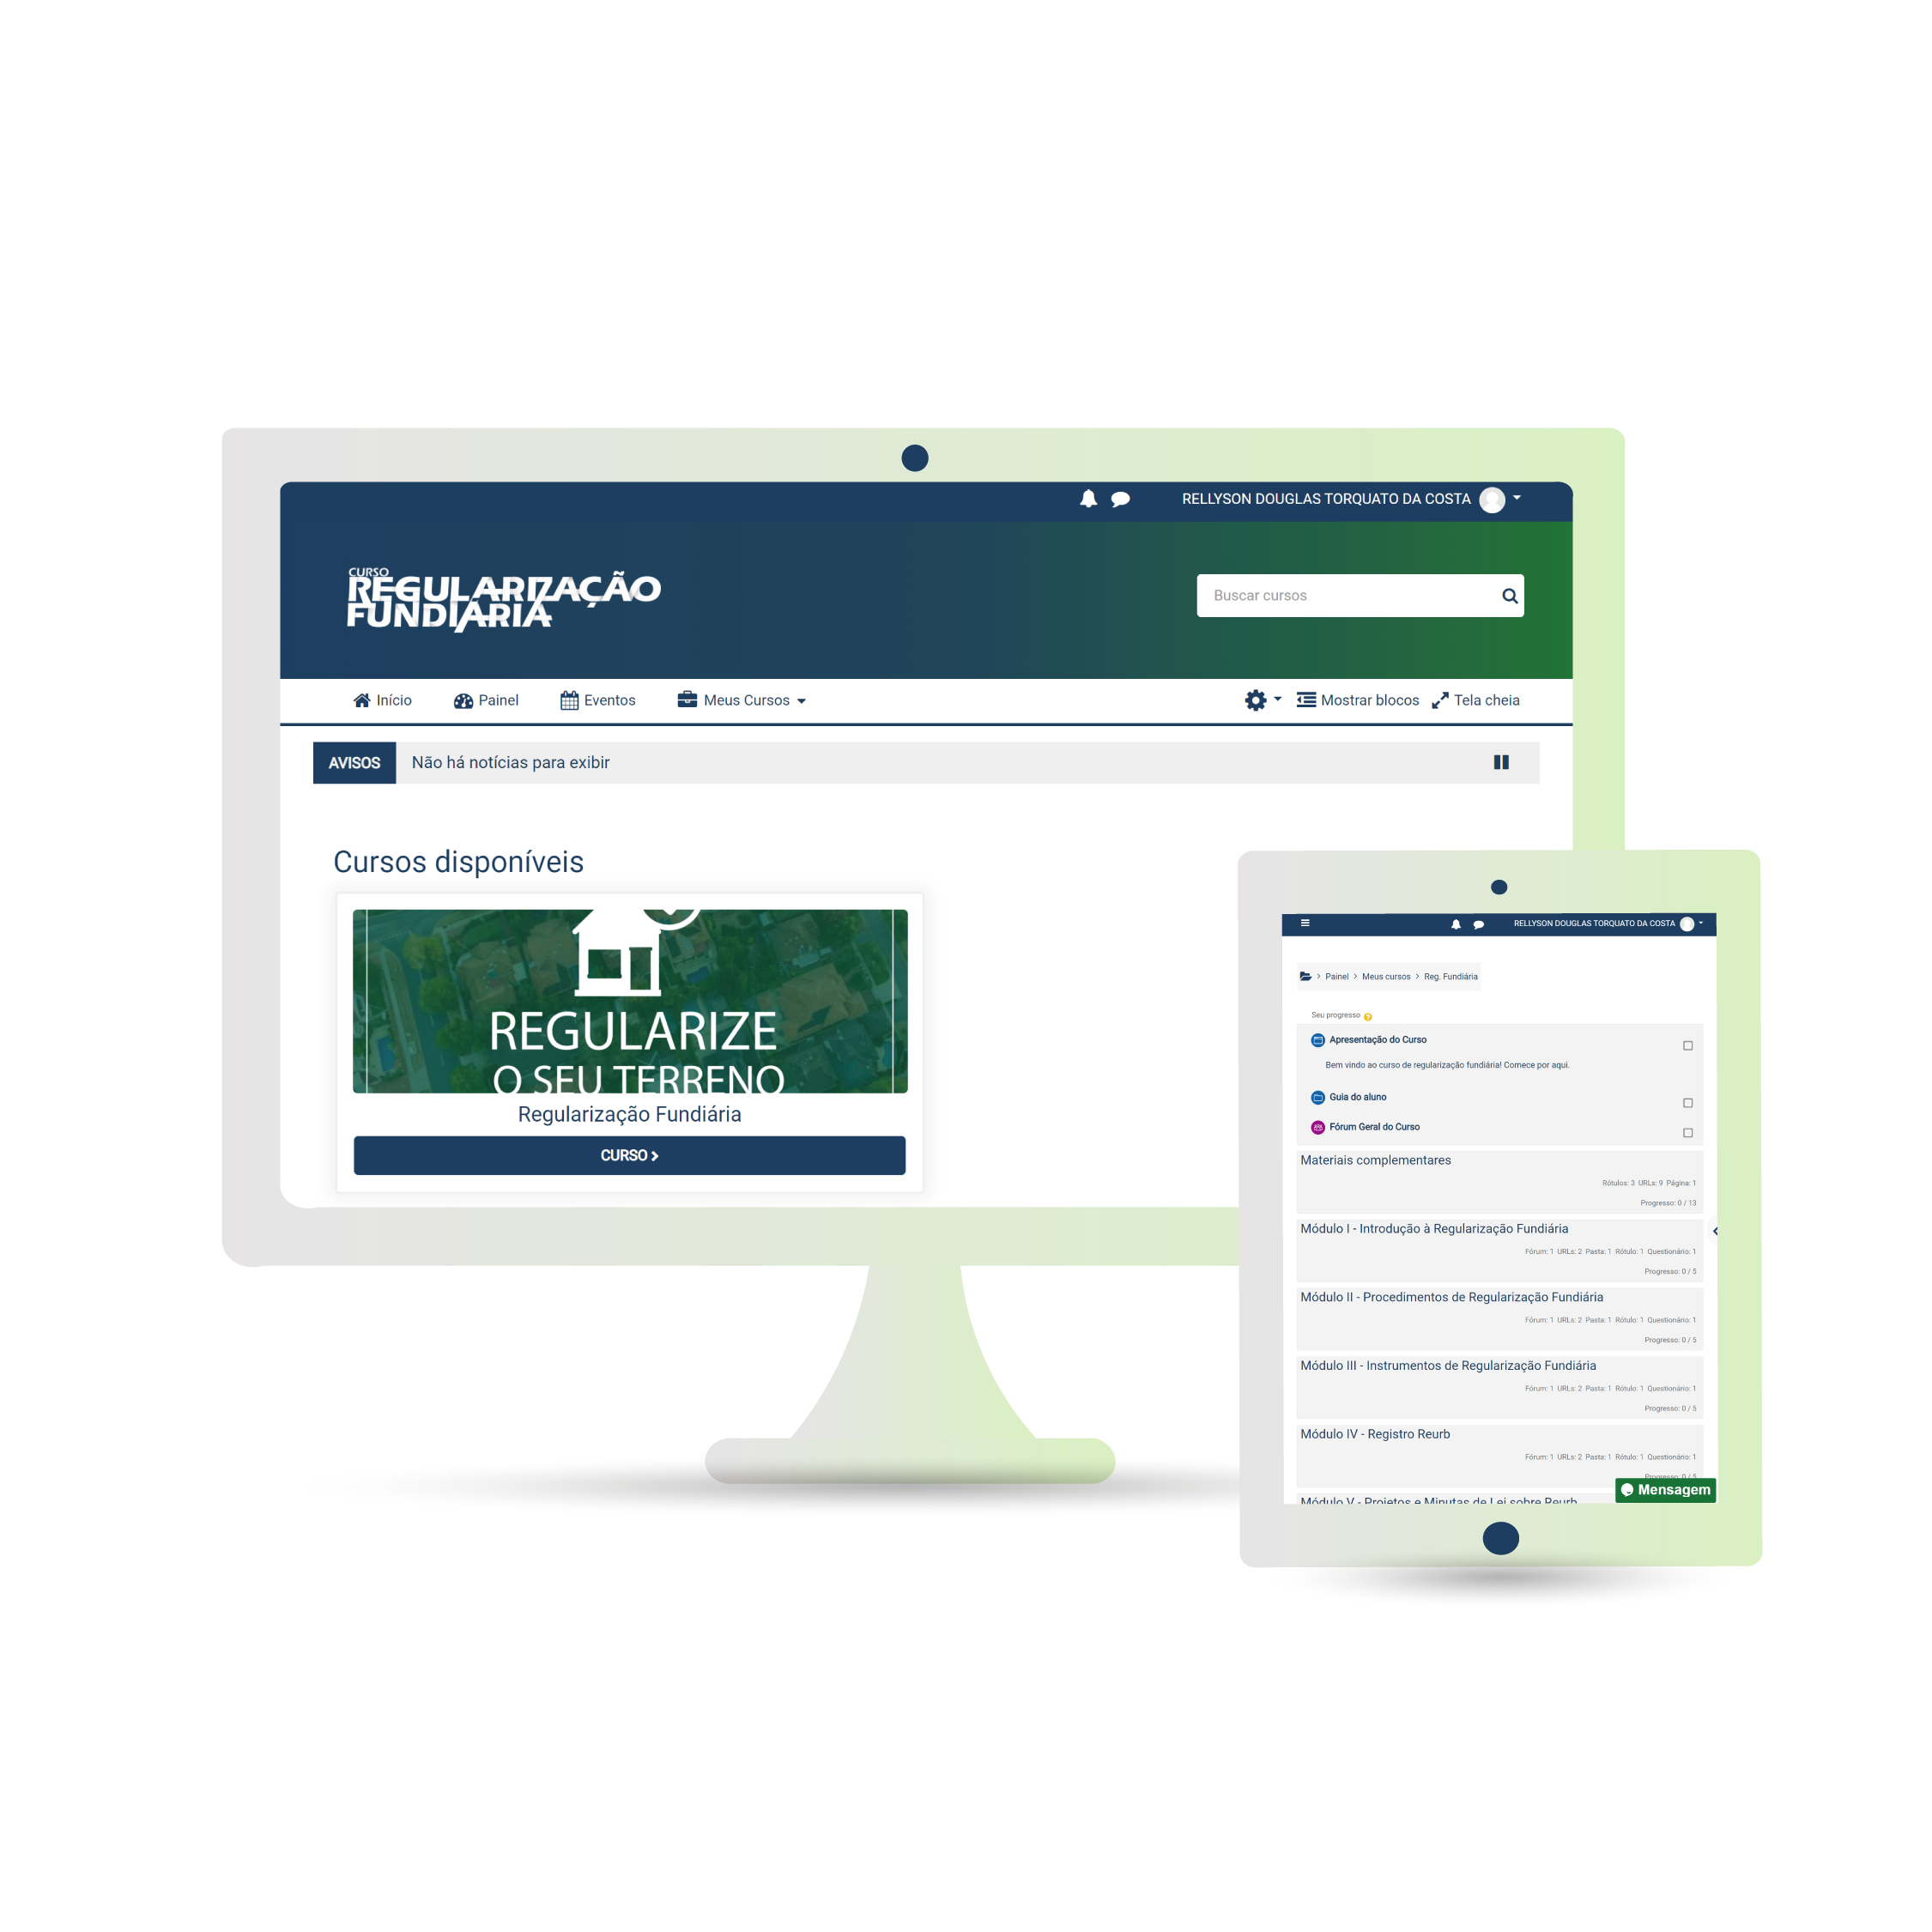 RELLYSON DOUGLAS TORQUATO DA COSTA
CURSO
REGULARIZAÇÃO
FUNDIÁRIA
Buscar cursos
Início Painel Eventos Meus Cursos Mostrar blocos Tela cheia
AVISOS Não há notícias para exibir
Cursos disponíveis
REGULARIZE
O SEU TERRENO
Regularização Fundiária
CURSO
RELLYSON DOUGLAS TORQUATO DA COSTA
> Painel > Meus cursos > Reg. Fundiária
Seu progresso
Apresentação do Curso
Bem vindo ao curso de regularização fundiária! Comece por aqui.
Guia do aluno
Fórum Geral do Curso
Materiais complementares
Rótulos: 3 URLs: 9 Página: 1
Progresso: 0 / 13
Módulo I - Introdução à Regularização Fundiária
Fórum: 1 URLs: 2 Pasta: 1 Rótulo: 1 Questionário: 1
Progresso: 0 / 5
Módulo II - Procedimentos de Regularização Fundiária
Fórum: 1 URLs: 2 Pasta: 1 Rótulo: 1 Questionário: 1
Progresso: 0 / 5
Módulo III - Instrumentos de Regularização Fundiária
Fórum: 1 URLs: 2 Pasta: 1 Rótulo: 1 Questionário: 1
Progresso: 0 / 5
Módulo IV - Registro Reurb
Fórum: 1 URLs: 2 Pasta: 1 Rótulo: 1 Questionário: 1
Progresso: 0 / 5
Mensagem
Módulo V - Projetos e Minutas de Lei sobre Reurb